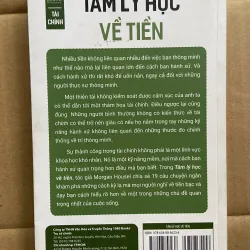 TÀI CHÍNH
TÂM LÝ HỌC
VỀ TIỀN
Nhiều tiền không liên quan nhiều đến việc bạn thông minh
như thế nào mà lại liên quan lớn đến cách bạn hành xử. Và
cách hành xử thì rất khó để uốn nắn, ngay cả đối với những
người thực sự thông minh.
Một thiên tài không kiểm soát được cảm xúc của anh ta
có thể dẫn tới một thảm họa tài chính. Điều ngược lại cũng
đúng. Những người bình thường không có kiến thức về tài
chính có thể trở nên giàu có nếu họ nắm trong tay những kỹ
năng hành xử không liên quan đến những thước đo chính
thống về trí thông minh.
Sự thành công trong tài chính không phải là một lĩnh vực
khoa học khó nhằn. Nó là một kỹ năng mềm, nơi mà cách bạn
hành xử quan trọng hơn điều mà bạn biết. Trong Tâm lý học
về tiền, tác giả Morgan Housel chia sẻ 19 câu chuyện ngắn
khám phá những cách kỳ lạ mà mọi người nghĩ về tiền bạc và
dạy bạn cách hiểu rõ hơn về một trong những chủ đề quan
trọng nhất của cuộc sống.